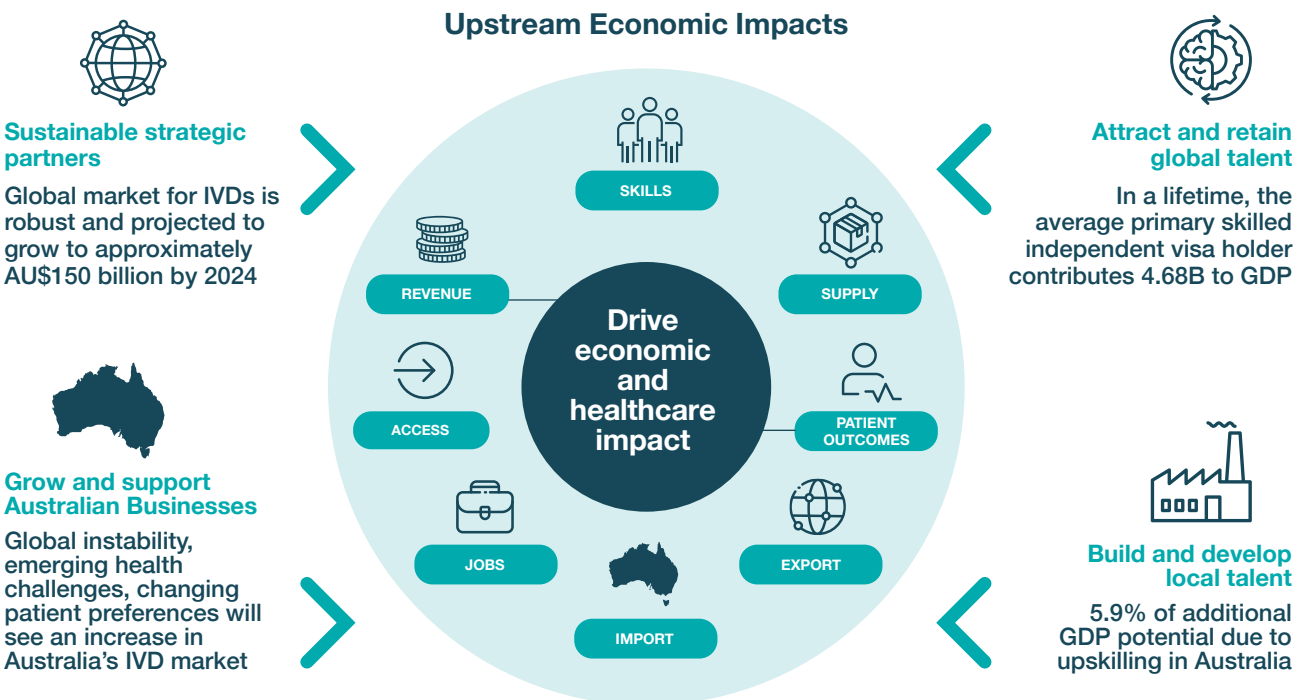 Upstream Economic Impacts
Sustainable strategic
partners
Global market for IVDs is
robust and projected to
grow to approximately
AU$150 billion by 2024
Grow and support
Australian Businesses
Global instability,
emerging health
challenges, changing
patient preferences will
see an increase in
Australia's IVD market
SKILLS
REVENUE
SUPPLY
Drive
economic
and
healthcare
impact
ACCESS
PATIENT
OUTCOMES
JOBS
EXPORT
IMPORT
Attract and retain
global talent
In a lifetime, the
average primary skilled
independent visa holder
contributes 4.68B to GDP
Build and develop
local talent
5.9% of additional
GDP potential due to
upskilling in Australia